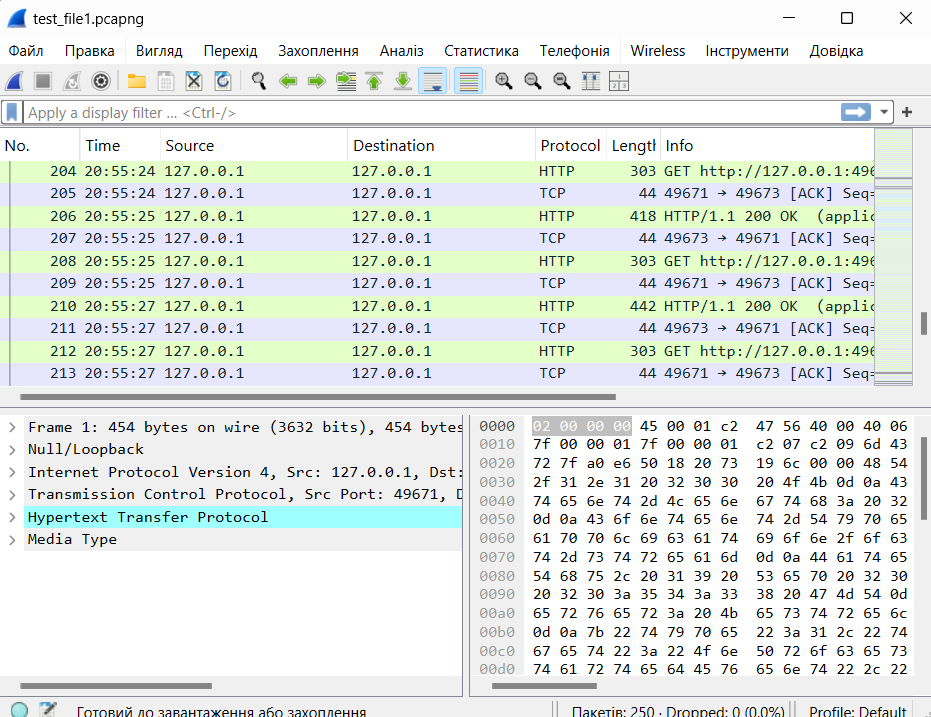 test_file1.pcapng
Файл Правка Вигляд Перехід Захоплення Аналіз Статистика Телефонія Wireless Інструменти Довідка
Apply a display filter … <Ctrl-/>
No. Time Source Destination Protocol Length Info
204 20:55:24 127.0.0.1 127.0.0.1 HTTP 303 GET http://127.0.0.1:496
205 20:55:24 127.0.0.1 127.0.0.1 TCP 44 49671 → 49673 [ACK] Seq=
206 20:55:25 127.0.0.1 127.0.0.1 HTTP 418 HTTP/1.1 200 OK (applic
207 20:55:25 127.0.0.1 127.0.0.1 TCP 44 49673 → 49671 [ACK] Seq=
208 20:55:25 127.0.0.1 127.0.0.1 HTTP 303 GET http://127.0.0.1:496
209 20:55:25 127.0.0.1 127.0.0.1 TCP 44 49671 → 49673 [ACK] Seq=
210 20:55:27 127.0.0.1 127.0.0.1 HTTP 442 HTTP/1.1 200 OK (applic
211 20:55:27 127.0.0.1 127.0.0.1 TCP 44 49673 → 49671 [ACK] Seq=
212 20:55:27 127.0.0.1 127.0.0.1 HTTP 303 GET http://127.0.0.1:496
213 20:55:27 127.0.0.1 127.0.0.1 TCP 44 49671 → 49673 [ACK] Seq=
Frame 1: 454 bytes on wire (3632 bits), 454 bytes
Null/Loopback
Internet Protocol Version 4, Src: 127.0.0.1, Dst:
Transmission Control Protocol, Src Port: 49671, D
Hypertext Transfer Protocol
Media Type
0000 02 00 00 00 45 00 01 c2 47 56 40 00 40 06
0010 7f 00 00 01 7f 00 00 01 c2 07 c2 09 6d 43
0020 72 7f a0 e6 50 18 20 73 19 6c 00 00 48 54
0030 2f 31 2e 31 20 32 30 30 20 4f 4b 0d 0a 43
0040 74 65 6e 74 2d 4c 65 6e 67 74 68 3a 20 32
0050 0d 0a 43 6f 6e 74 65 6e 74 2d 54 79 70 65
0060 61 70 70 6c 69 63 61 74 69 6f 6e 2f 6f 63
0070 74 2d 73 74 72 65 61 6d 0d 0a 44 61 74 65
0080 54 68 75 2c 20 31 39 20 53 65 70 20 32 30
0090 20 32 30 3a 35 34 3a 33 38 20 47 4d 54 0d
00a0 65 72 76 65 72 3a 20 4b 65 73 74 72 65 6c
00b0 0d 0a 7b 22 74 79 70 65 22 3a 31 2c 22 74
00c0 67 65 74 22 3a 22 4f 6e 50 72 6f 63 65 73
00d0 74 61 72 74 65 64 45 76 65 6e 74 22 2c 22
Готовий до завантаження або захоплення Пакетів: 250 · Dropped: 0 (0.0%) Profile: Default